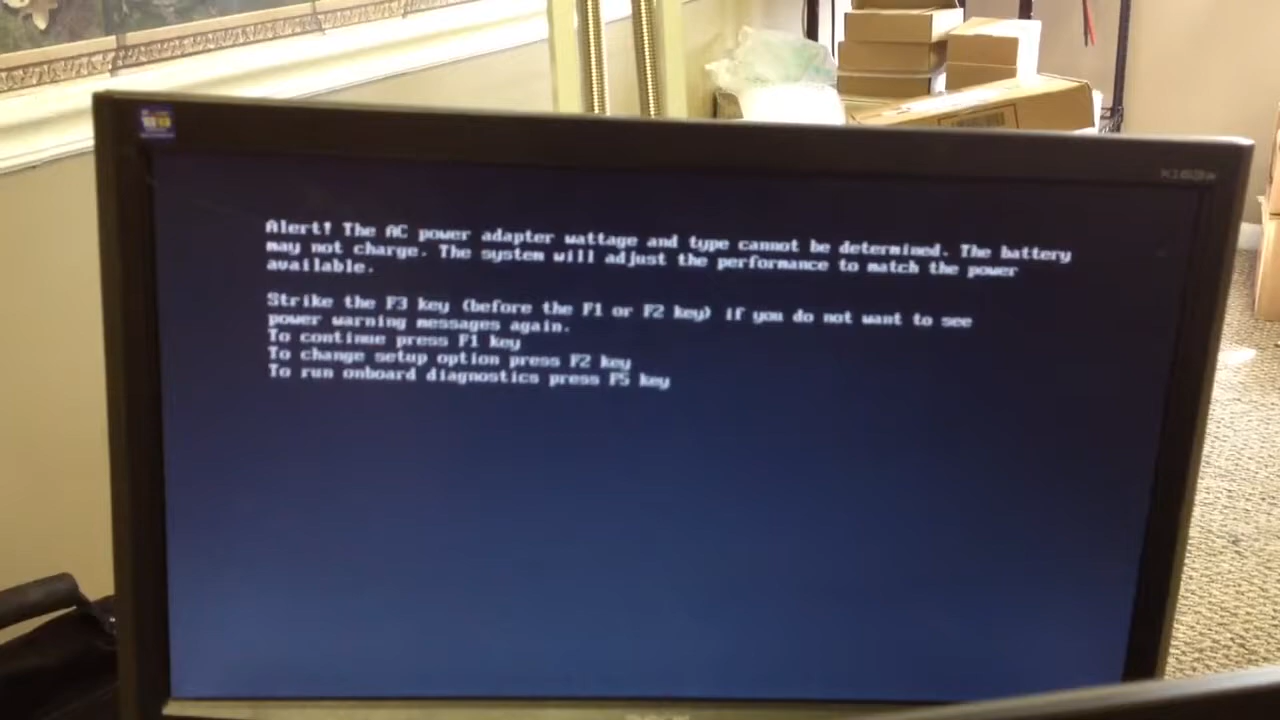 Alert! The AC power adapter wattage and type cannot be determined. The battery
may not charge. The system will adjust the performance to match the power
available.
Strike the F3 key (before the F1 or F2 key) if you do not want to see
power warning messages again.
To continue press F1 key
To change setup option press F2 key
To run onboard diagnostics press F5 key